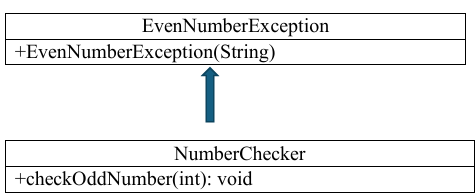 EvenNumberException
+EvenNumberException(String)
NumberChecker
+checkOddNumber(int): void